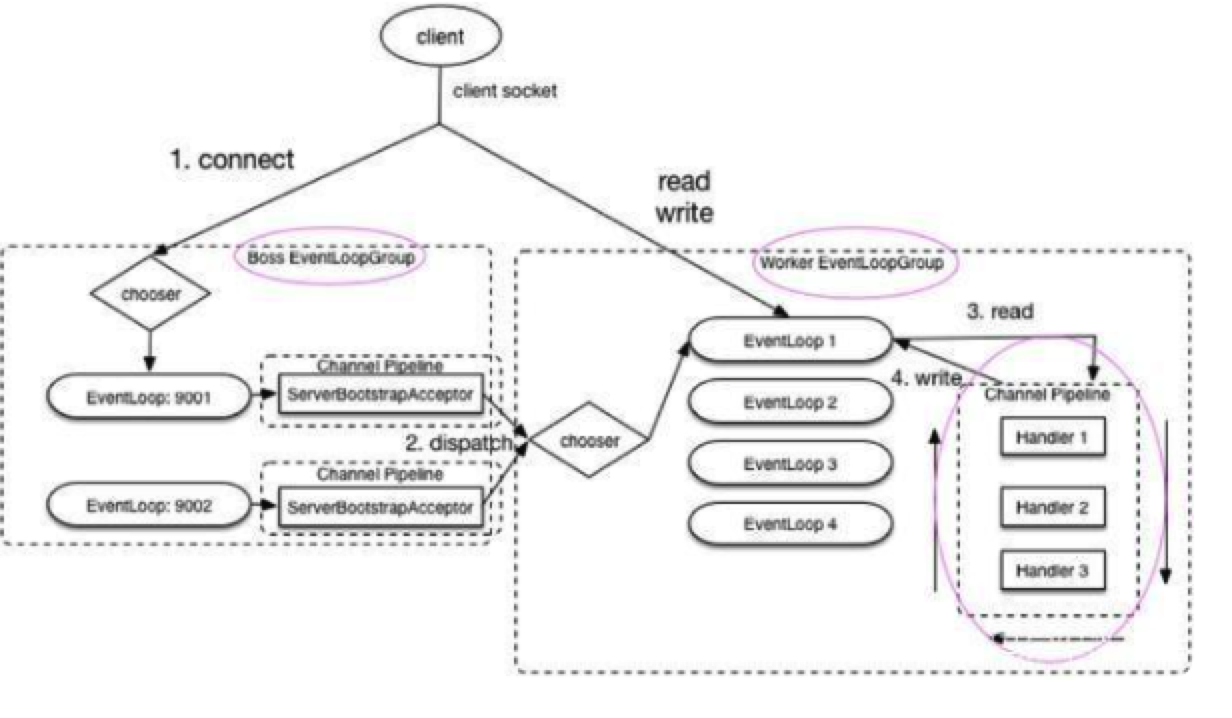 client
client socket
1. connect
read
write
Boss EventLoopGroup
Worker EventLoopGroup
chooser
3. read
EventLoop 1
Channel Pipeline
4. write
EventLoop: 9001
ServerBootstrapAcceptor
Channel Pipeline
EventLoop 2
2. dispatch
chooser
Handler 1
Channel Pipeline
EventLoop 3
EventLoop: 9002
ServerBootstrapAcceptor
Handler 2
EventLoop 4
Handler 3